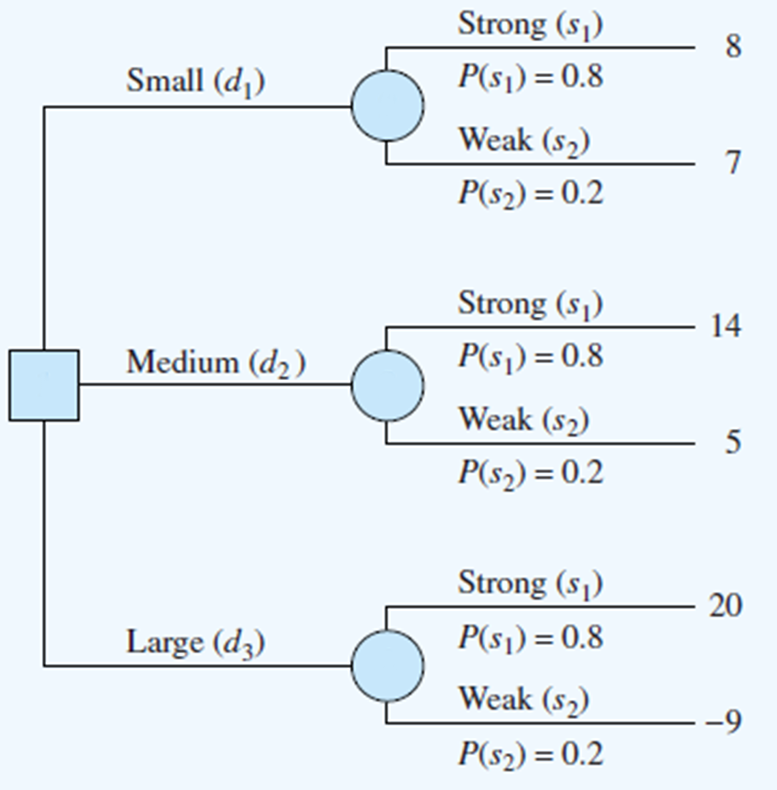 Strong (s₁)
8
Small (d₁)
P(s₁) = 0.8
Weak (s₂)
7
P(s₂) = 0.2
Strong (s₁)
14
Medium (d₂)
P(s₁) = 0.8
Weak (s₂)
5
P(s₂) = 0.2
Strong (s₁)
20
Large (d₃)
P(s₁) = 0.8
Weak (s₂)
–9
P(s₂) = 0.2